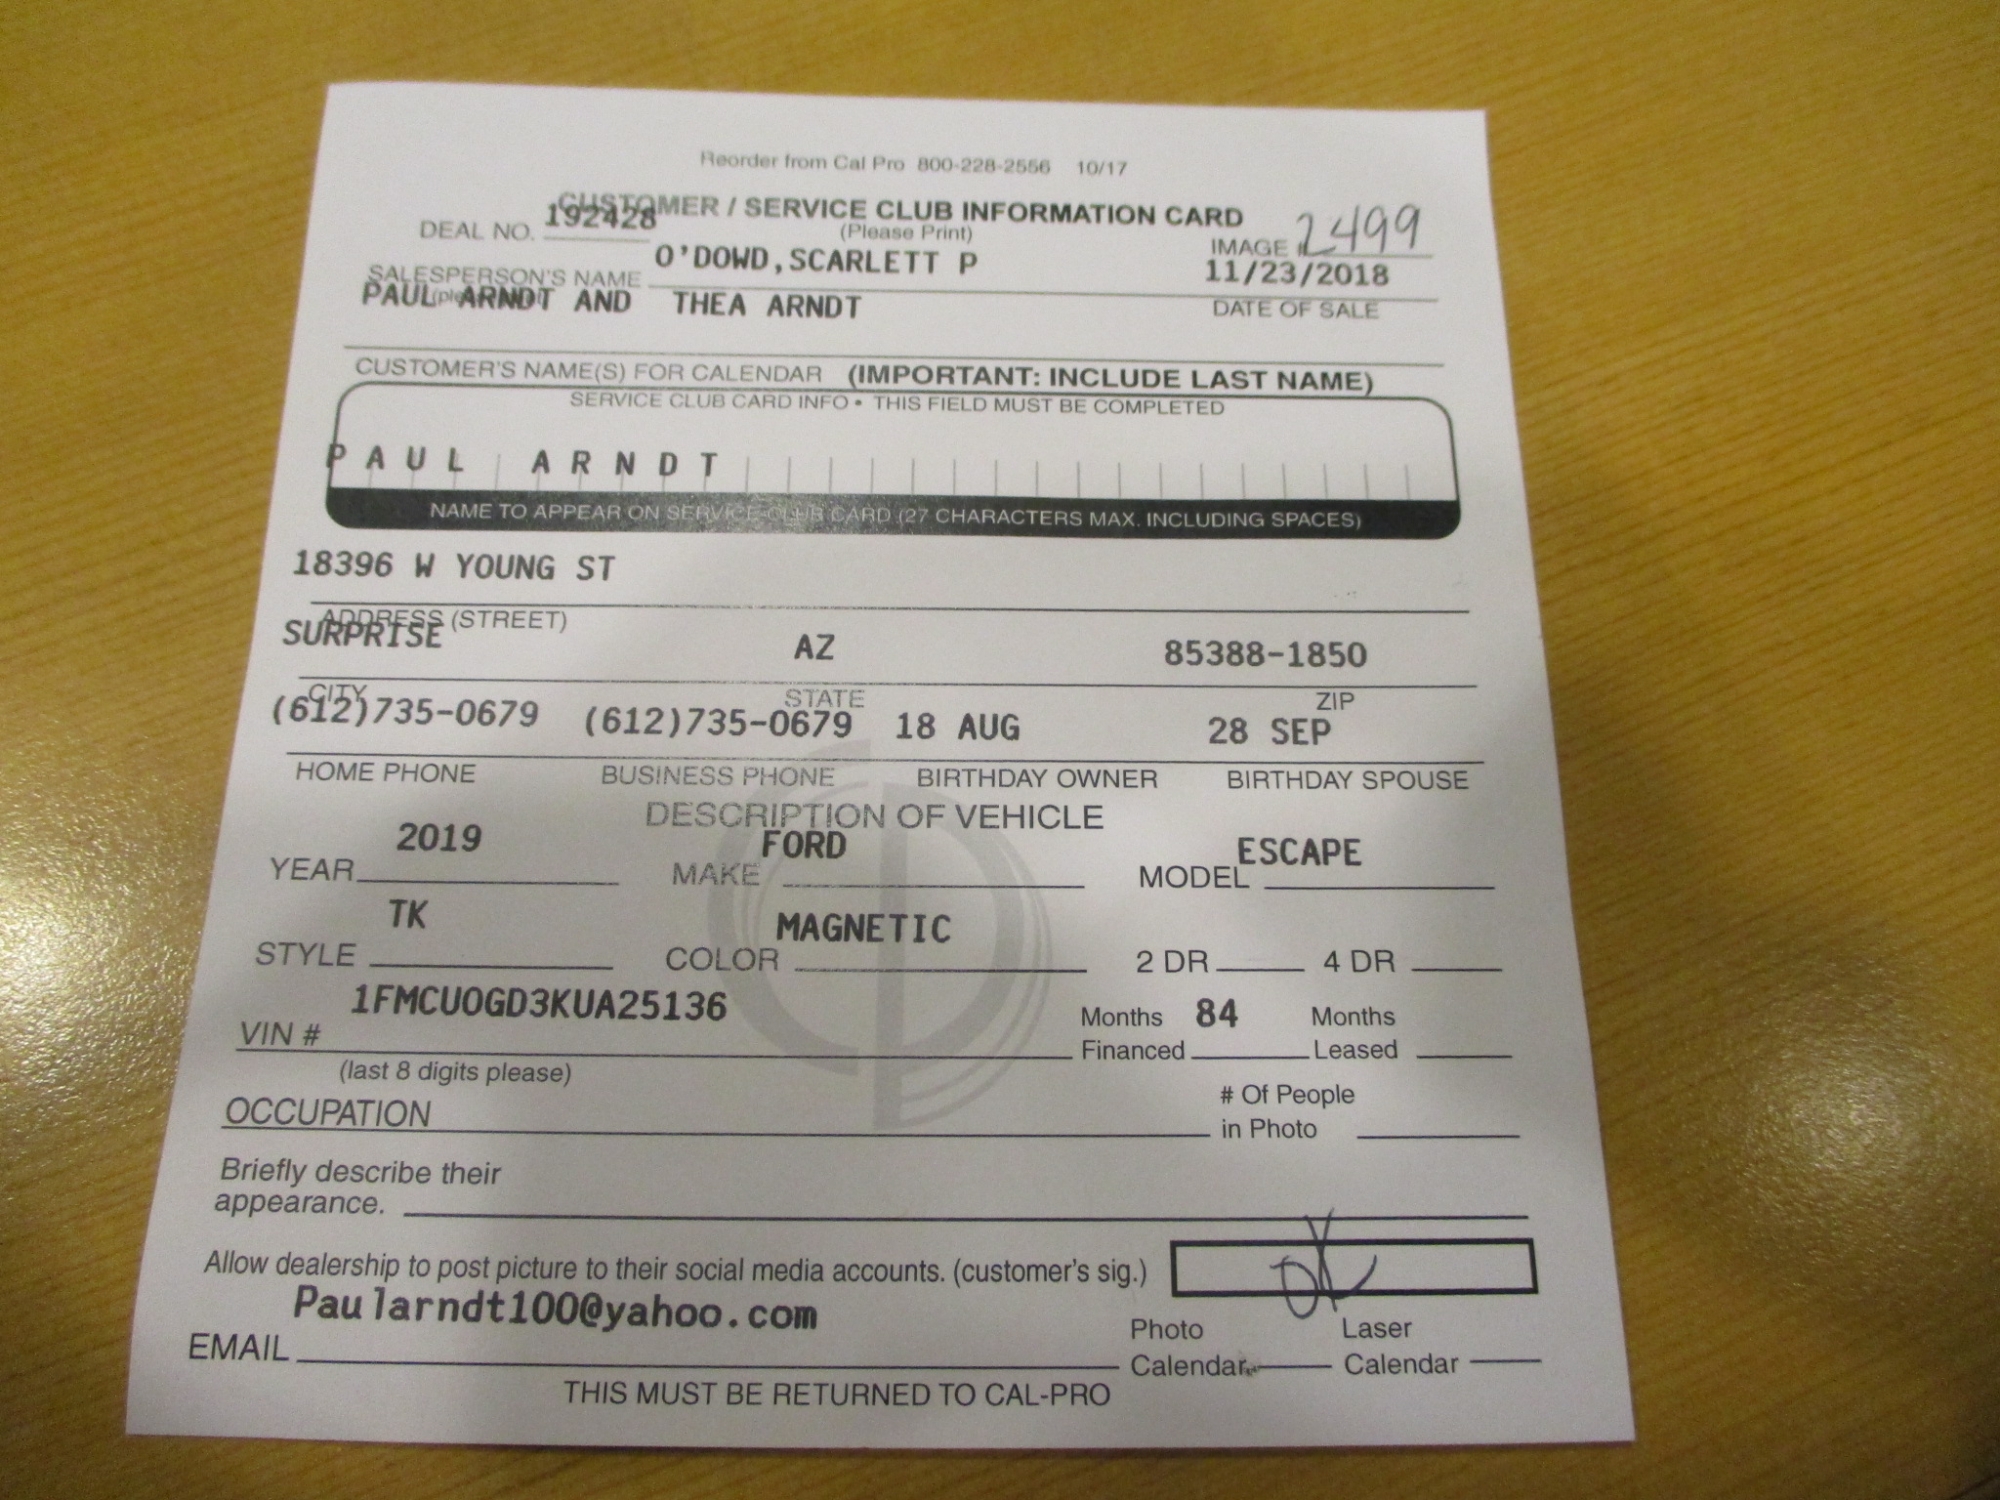 Reorder from Cal Pro 800-228-2556 10/17
CUSTOMER / SERVICE CLUB INFORMATION CARD
(Please Print)
DEAL NO. 192428
IMAGE # 2499
SALESPERSON'S NAME O'DOWD,SCARLETT P 11/23/2018
PAUL ARNDT AND THEA ARNDT DATE OF SALE
CUSTOMER'S NAME(S) FOR CALENDAR (IMPORTANT: INCLUDE LAST NAME)
SERVICE CLUB CARD INFO • THIS FIELD MUST BE COMPLETED
PAUL ARNDT
NAME TO APPEAR ON SERVICE CLUB CARD (27 CHARACTERS MAX. INCLUDING SPACES)
18396 W YOUNG ST
ADDRESS (STREET)
SURPRISE AZ 85388-1850
CITY STATE ZIP
(612)735-0679 (612)735-0679 18 AUG 28 SEP
HOME PHONE BUSINESS PHONE BIRTHDAY OWNER BIRTHDAY SPOUSE
DESCRIPTION OF VEHICLE
YEAR 2019 MAKE FORD MODEL ESCAPE
STYLE TK COLOR MAGNETIC 2 DR 4 DR
VIN # 1FMCU0GD3KUA25136 Months Financed 84 Months Leased
(last 8 digits please)
OCCUPATION # Of People in Photo
Briefly describe their
appearance.
Allow dealership to post picture to their social media accounts. (customer's sig.) OK
EMAIL Paularndt100@yahoo.com Photo Calendar Laser Calendar
THIS MUST BE RETURNED TO CAL-PRO